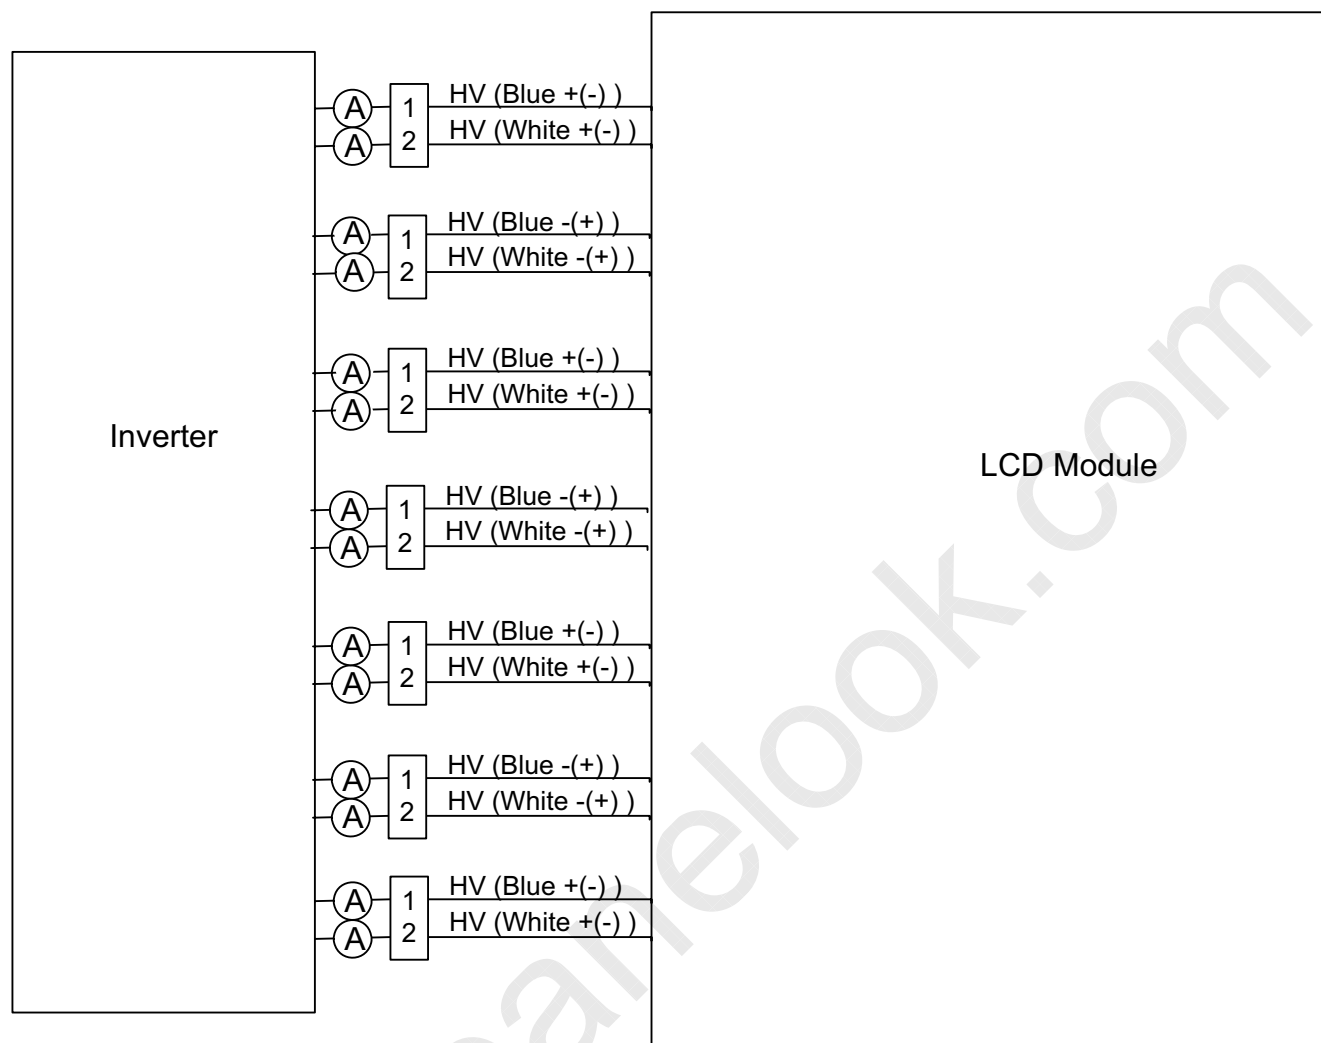 A 1 HV (Blue +(-) )
A 2 HV (White +(-) )
A 1 HV (Blue -(+) )
A 2 HV (White -(+) )
A 1 HV (Blue +(-) )
A 2 HV (White +(-) )
Inverter
LCD Module
A 1 HV (Blue -(+) )
A 2 HV (White -(+) )
A 1 HV (Blue +(-) )
A 2 HV (White +(-) )
A 1 HV (Blue -(+) )
A 2 HV (White -(+) )
A 1 HV (Blue +(-) )
A 2 HV (White +(-) )
anelook.com